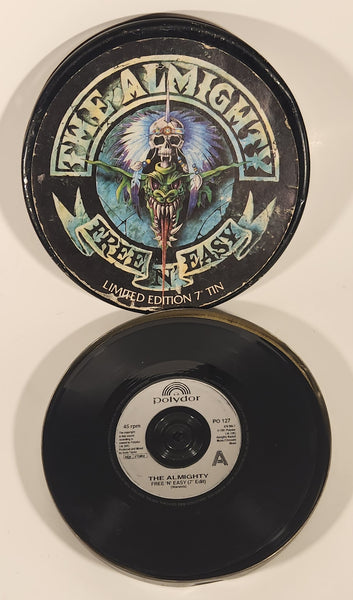 THE ALMIGHTY
FREE 'N' EASY
LIMITED EDITION 7" TIN
polydor
45 rpm
PO 127
A
THE ALMIGHTY
FREE 'N' EASY (7" Edit)
(Warwick)